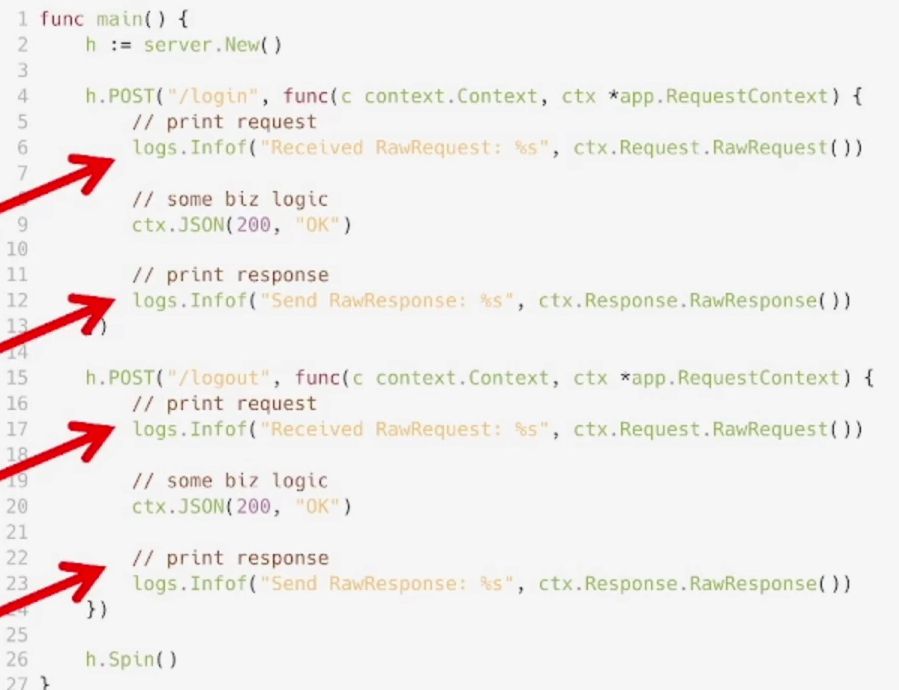 1 func main() {
2 h := server.New()
3
4 h.POST("/login", func(c context.Context, ctx *app.RequestContext) {
5 // print request
6 logs.Infof("Received RawRequest: %s", ctx.Request.RawRequest())
7
// some biz logic
9 ctx.JSON(200, "OK")
10
11 // print response
12 logs.Infof("Send RawResponse: %s", ctx.Response.RawResponse())
13 })
14
15 h.POST("/logout", func(c context.Context, ctx *app.RequestContext) {
16 // print request
17 logs.Infof("Received RawRequest: %s", ctx.Request.RawRequest())
18
19 // some biz logic
20 ctx.JSON(200, "OK")
21
22 // print response
23 logs.Infof("Send RawResponse: %s", ctx.Response.RawResponse())
24 })
25
26 h.Spin()
27 }